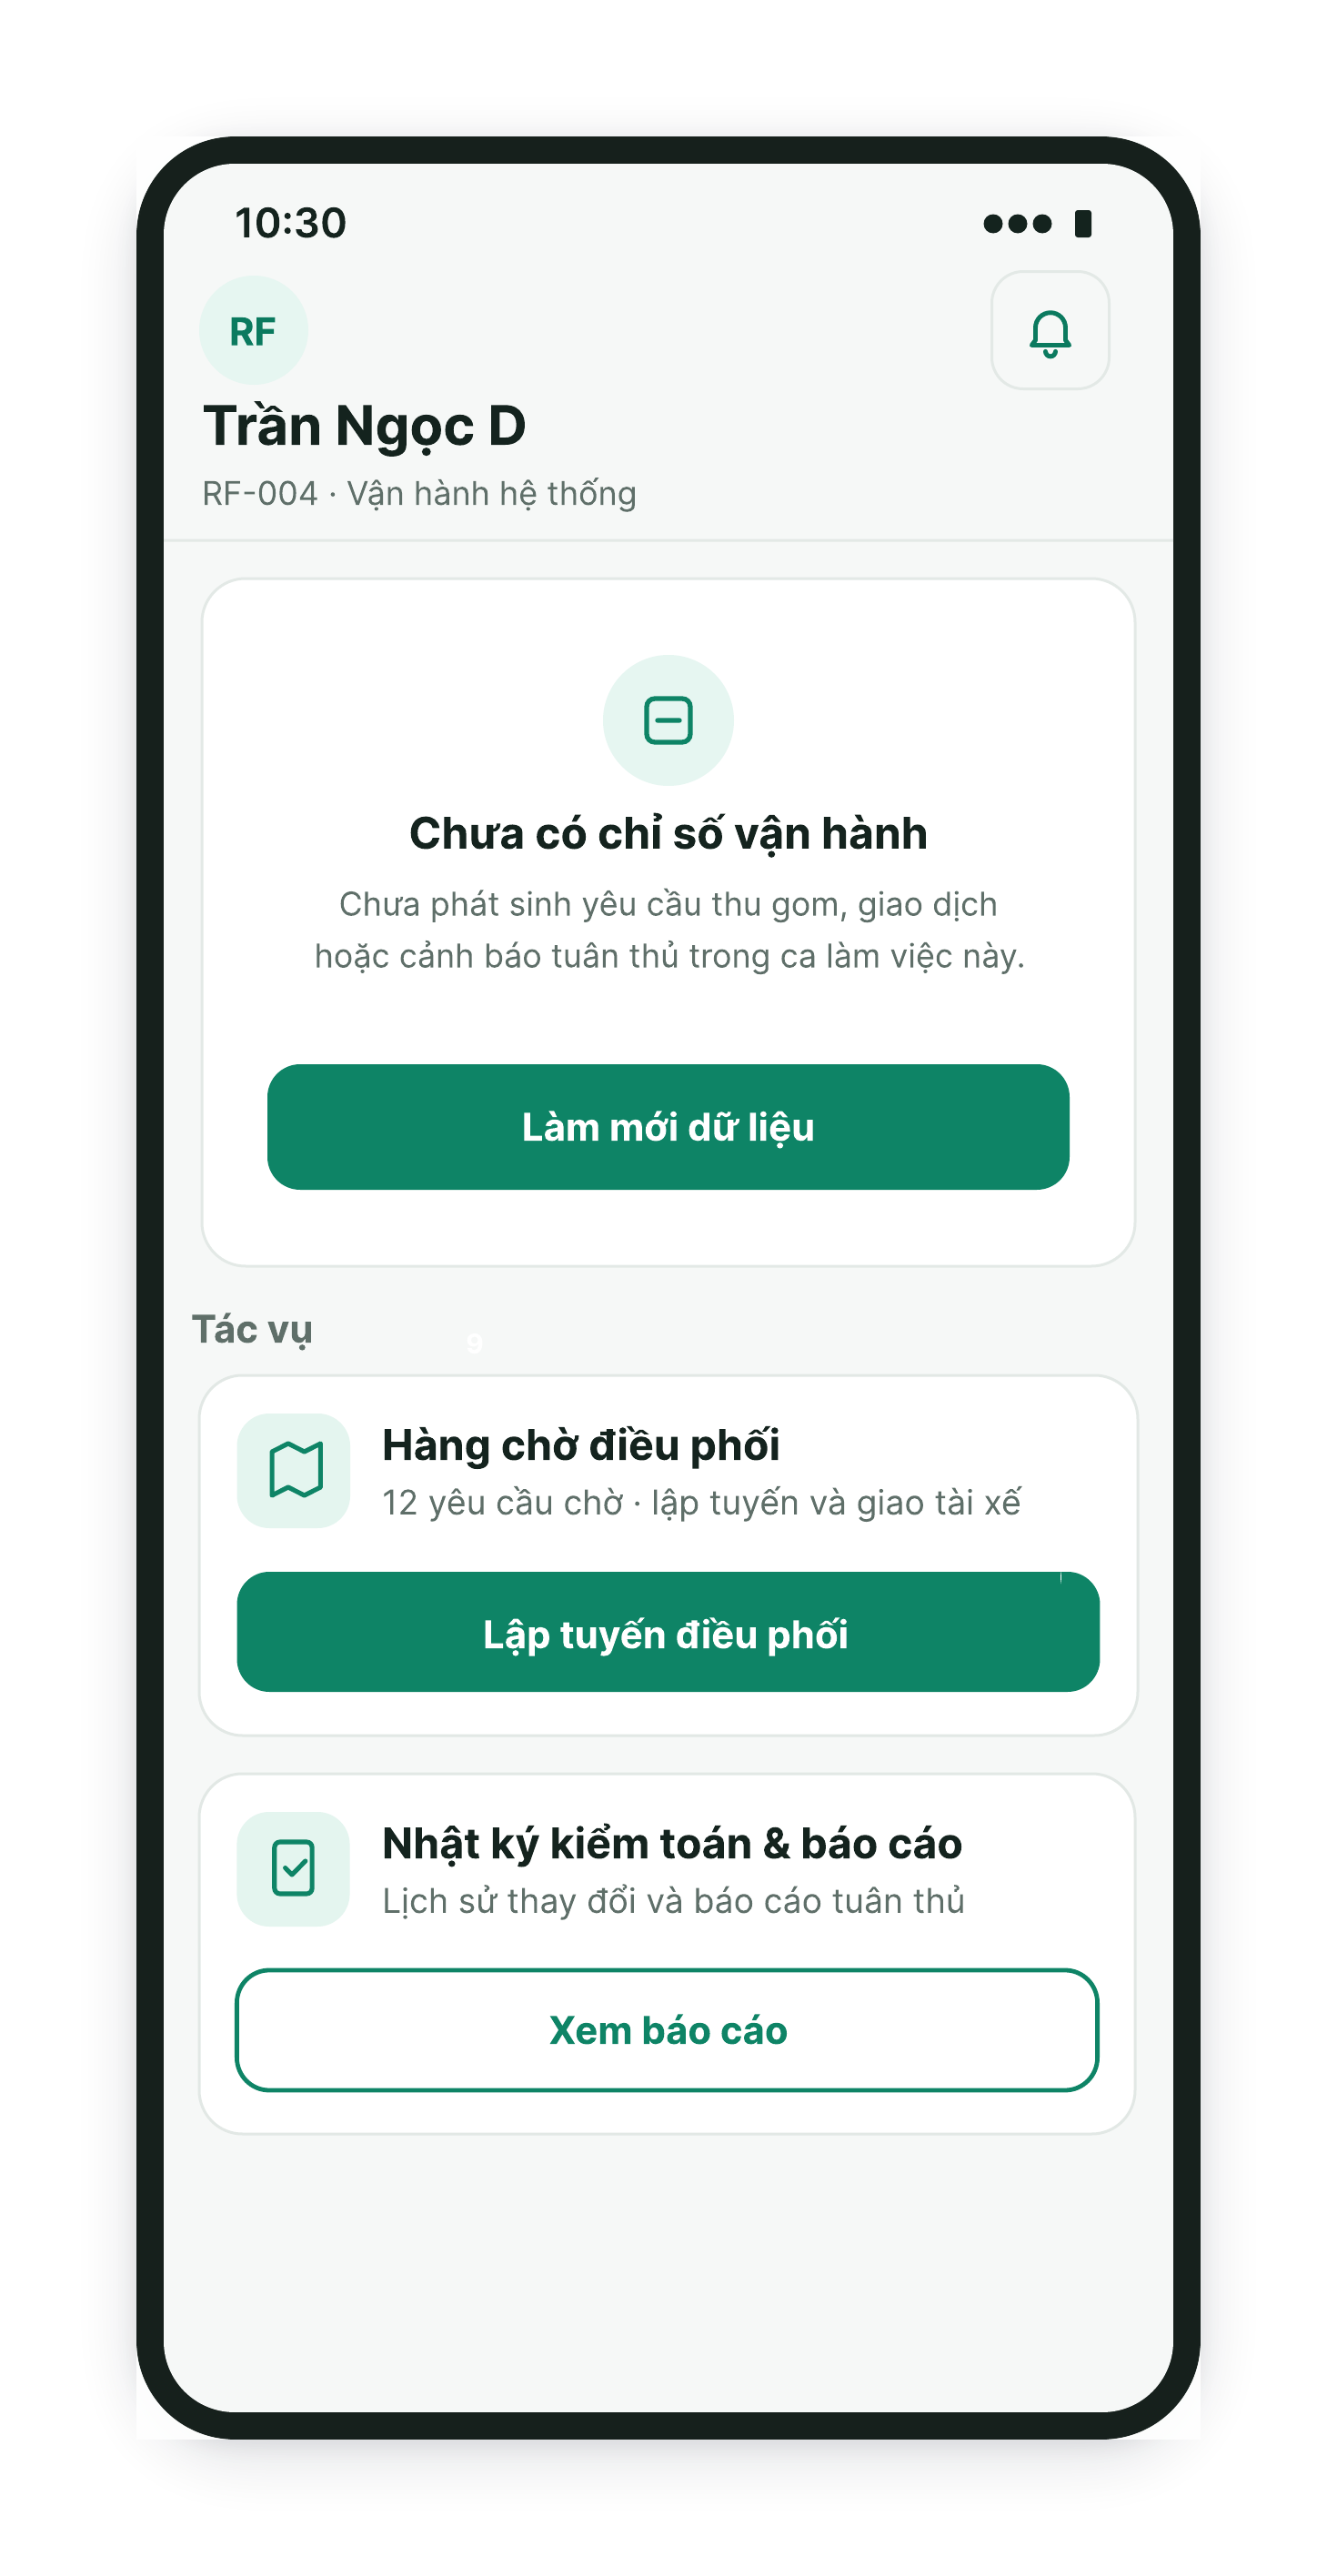 10:30
RF
Trần Ngọc D
RF-004 · Vận hành hệ thống
Chưa có chỉ số vận hành
Chưa phát sinh yêu cầu thu gom, giao dịch
hoặc cảnh báo tuân thủ trong ca làm việc này.
Làm mới dữ liệu
Tác vụ
9
Hàng chờ điều phối
12 yêu cầu chờ · lập tuyến và giao tài xế
Lập tuyến điều phối
Nhật ký kiểm toán & báo cáo
Lịch sử thay đổi và báo cáo tuân thủ
Xem báo cáo